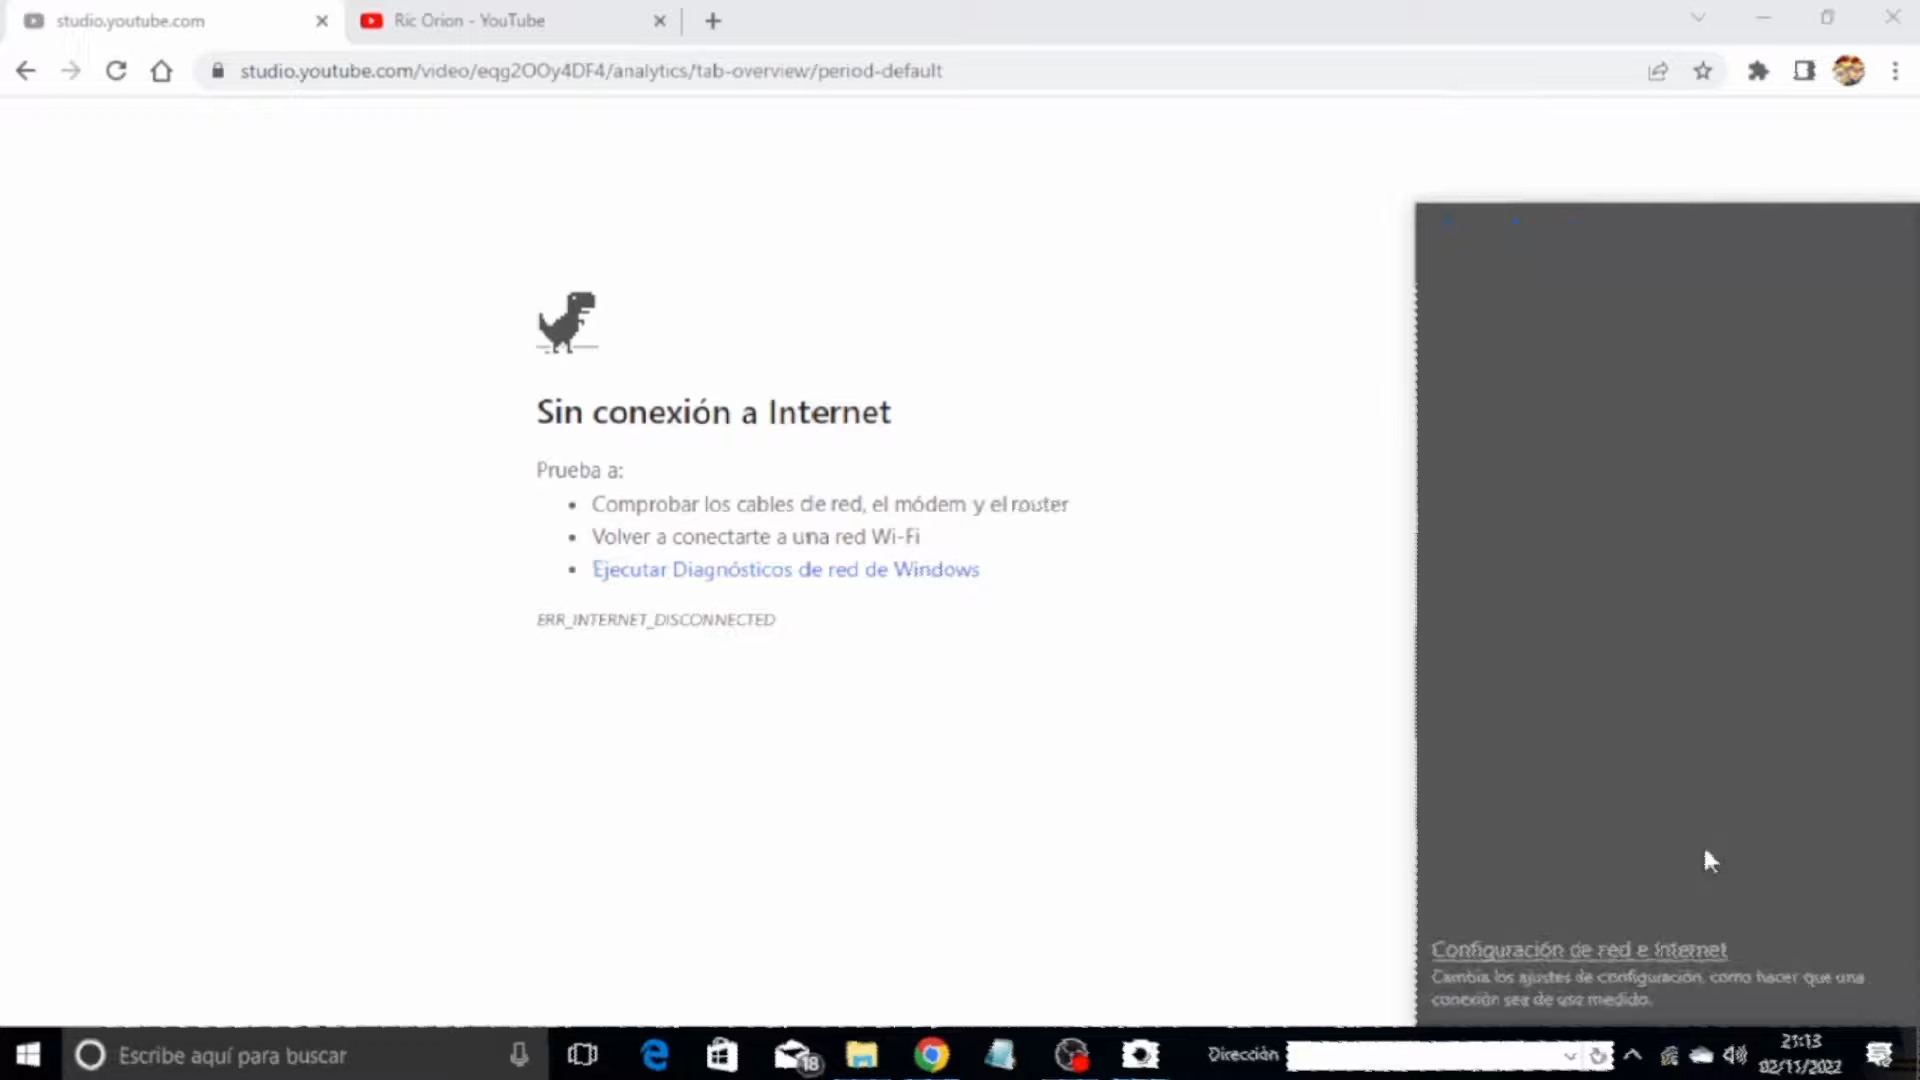 studio.youtube.com
Ric Orion - YouTube
studio.youtube.com/video/eqg2OOy4DF4/analytics/tab-overview/period-default
Sin conexión a Internet
Prueba a:
Comprobar los cables de red, el módem y el router
Volver a conectarte a una red Wi-Fi
Ejecutar Diagnósticos de red de Windows
ERR_INTERNET_DISCONNECTED
Configuración de red e Internet
Cambia los ajustes de configuración, como hacer que una
conexión sea de uso medido.
Escribe aquí para buscar
18
Dirección
21:13
02/11/2022